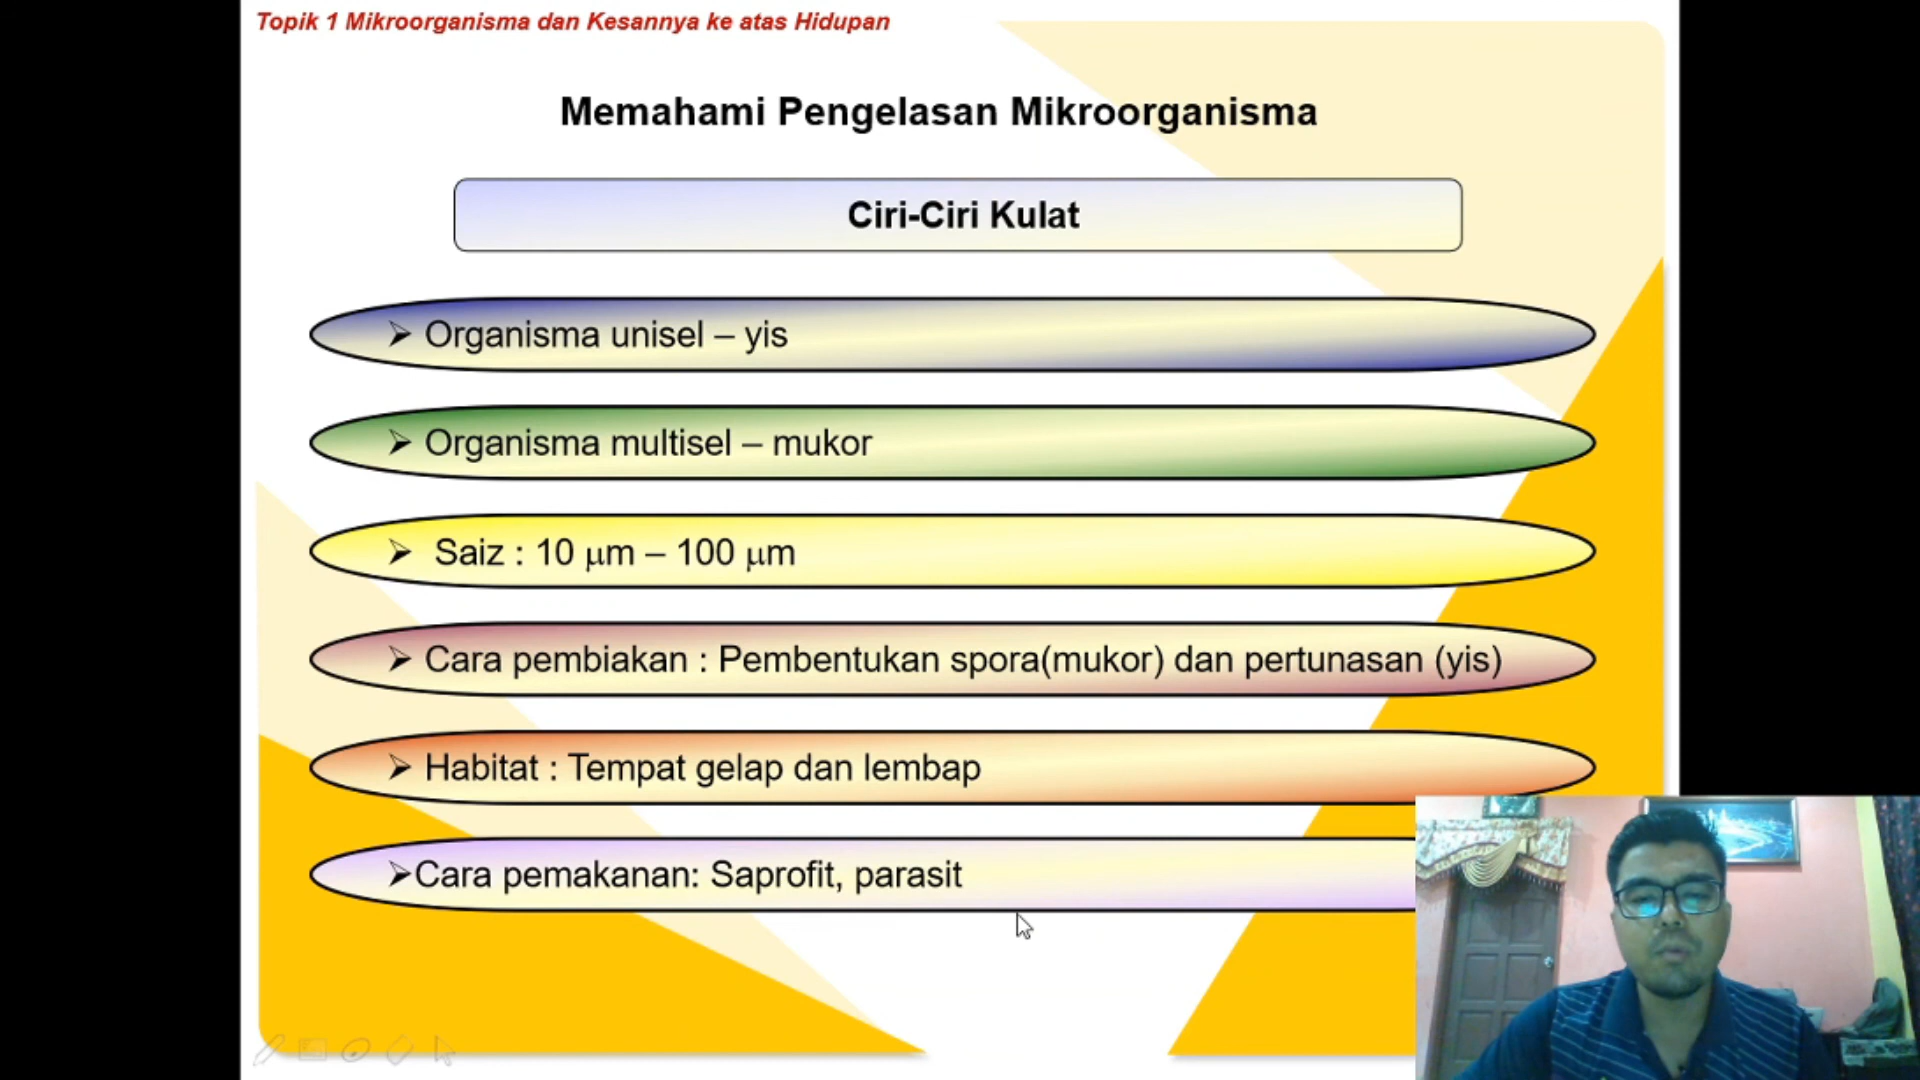 Topik 1 Mikroorganisma dan Kesannya ke atas Hidupan
Memahami Pengelasan Mikroorganisma
Ciri-Ciri Kulat
➢ Organisma unisel – yis
➢ Organisma multisel – mukor
➢ Saiz : 10 μm – 100 μm
➢ Cara pembiakan : Pembentukan spora(mukor) dan pertunasan (yis)
➢ Habitat : Tempat gelap dan lembap
➢Cara pemakanan: Saprofit, parasit